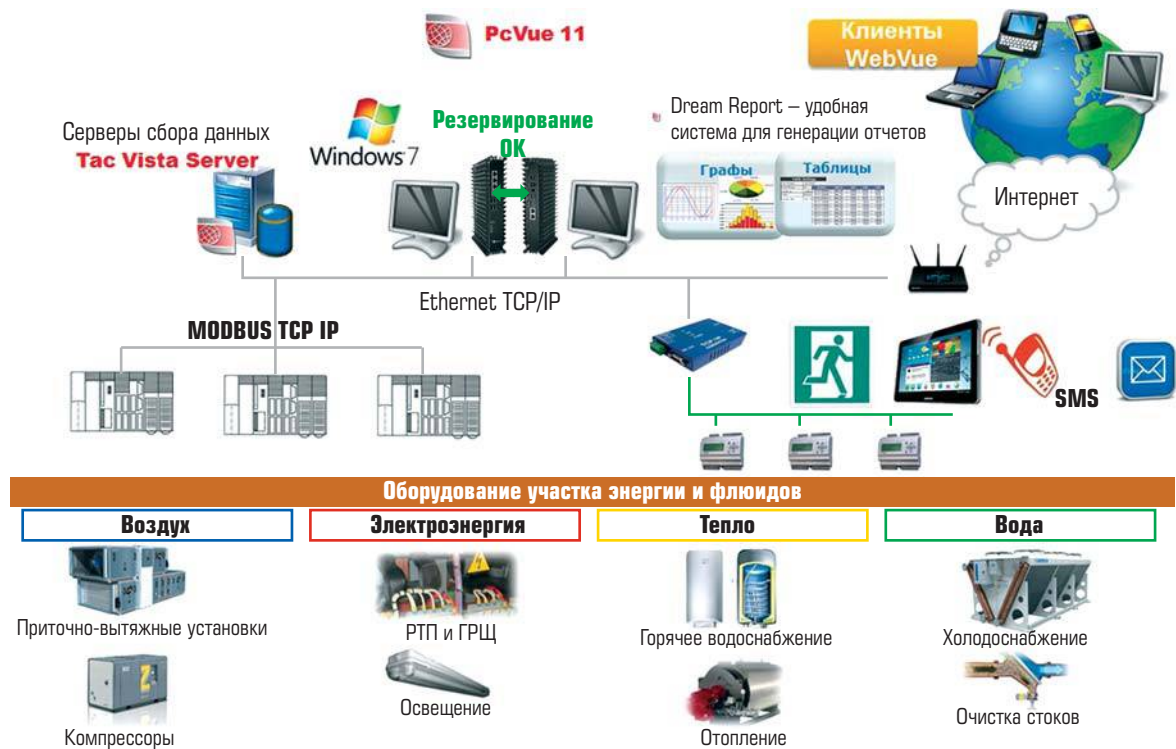 PcVue 11
Клиенты
WebVue
Серверы сбора данных
Tac Vista Server
Windows 7
Резервирование
OK
Dream Report – удобная
система для генерации отчетов
Графы
Таблицы
Интернет
Ethernet TCP/IP
MODBUS TCP IP
SMS
Оборудование участка энергии и флюидов
Воздух
Электроэнергия
Тепло
Вода
Приточно-вытяжные установки
РТП и ГРЩ
Горячее водоснабжение
Холодоснабжение
Компрессоры
Освещение
Отопление
Очистка стоков